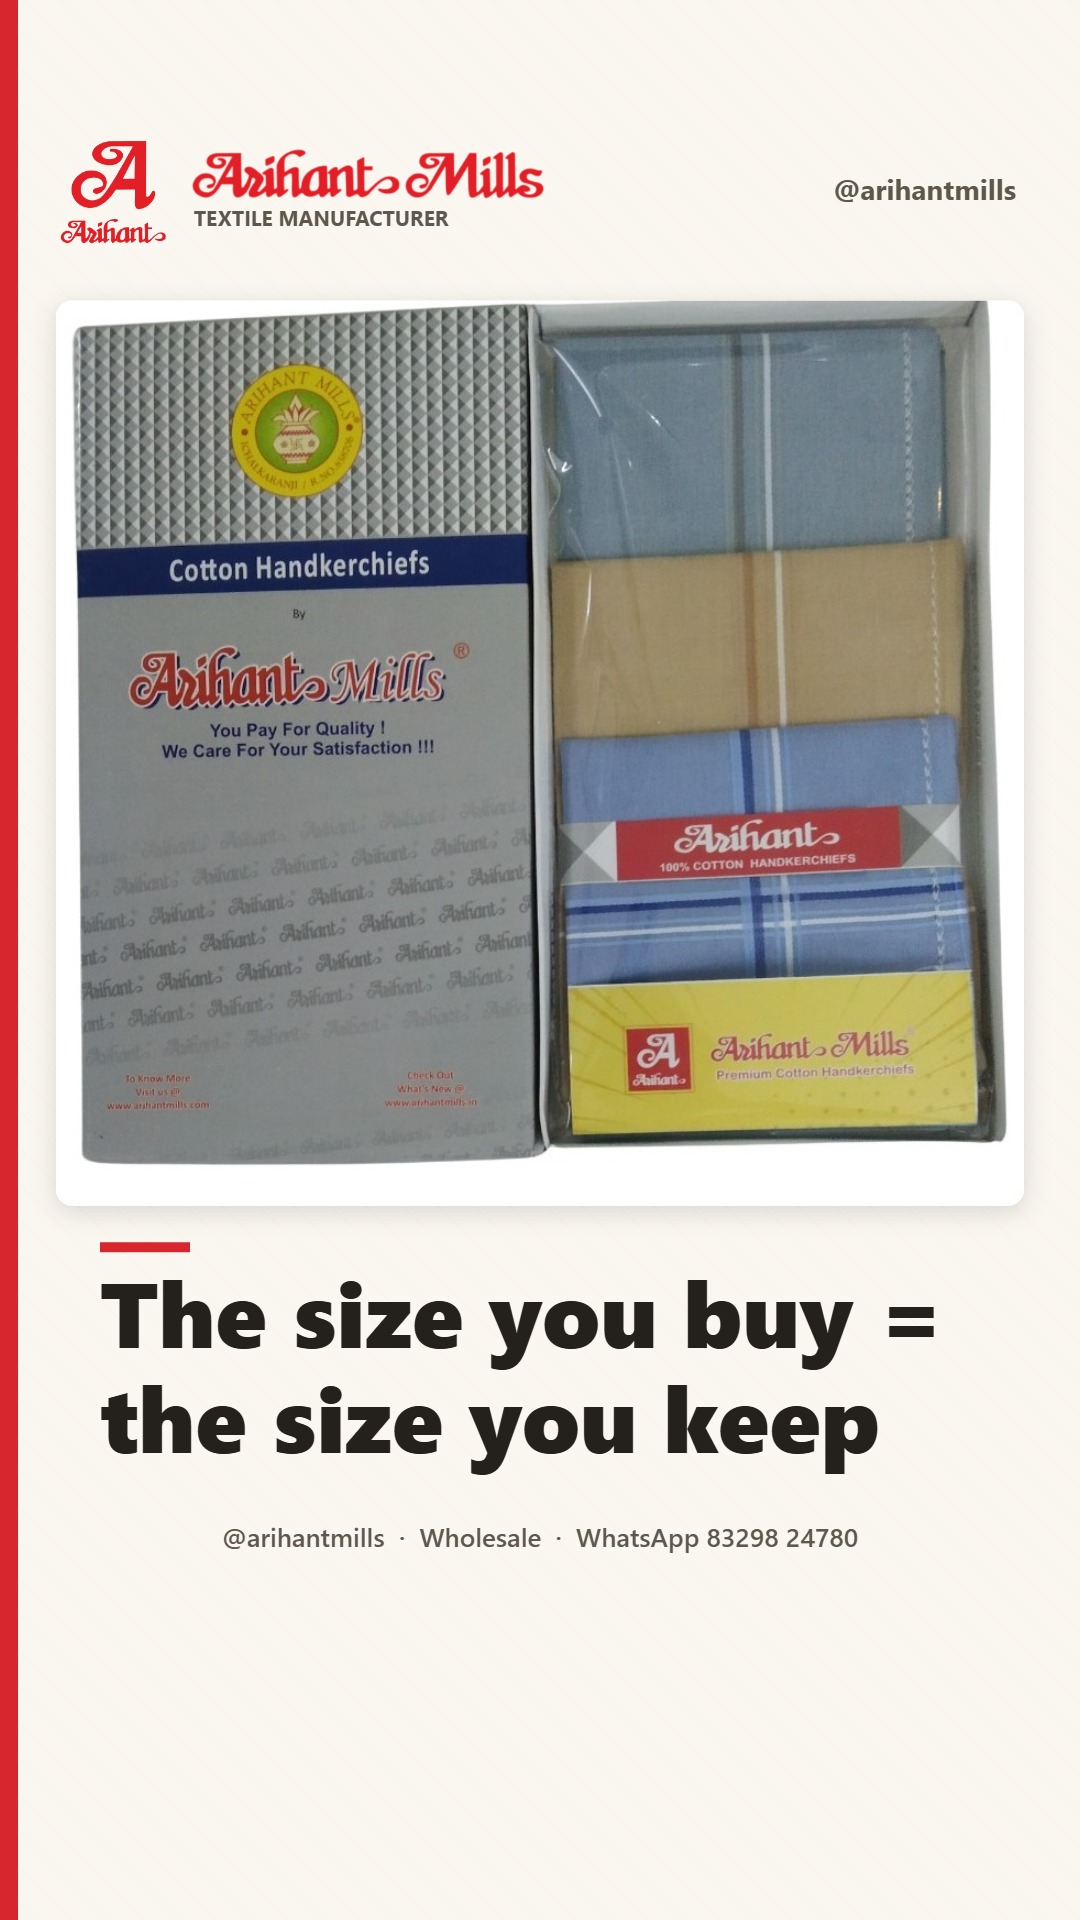 A
Arihant
Arihant Mills
TEXTILE MANUFACTURER
@arihantmills
ARIHANT MILLS
Cotton Handkerchiefs
By
Arihant Mills ®
You Pay For Quality !
We Care For Your Satisfaction !!!
To Know More
Visit us @
www.arihantmills.com
Check Out
What's New @
www.arihantmills.in
Arihant
100% COTTON HANDKERCHIEFS
A
Arihant
Arihant Mills
Premium Cotton Handkerchiefs
The size you buy =
the size you keep
@arihantmills · Wholesale · WhatsApp 83298 24780